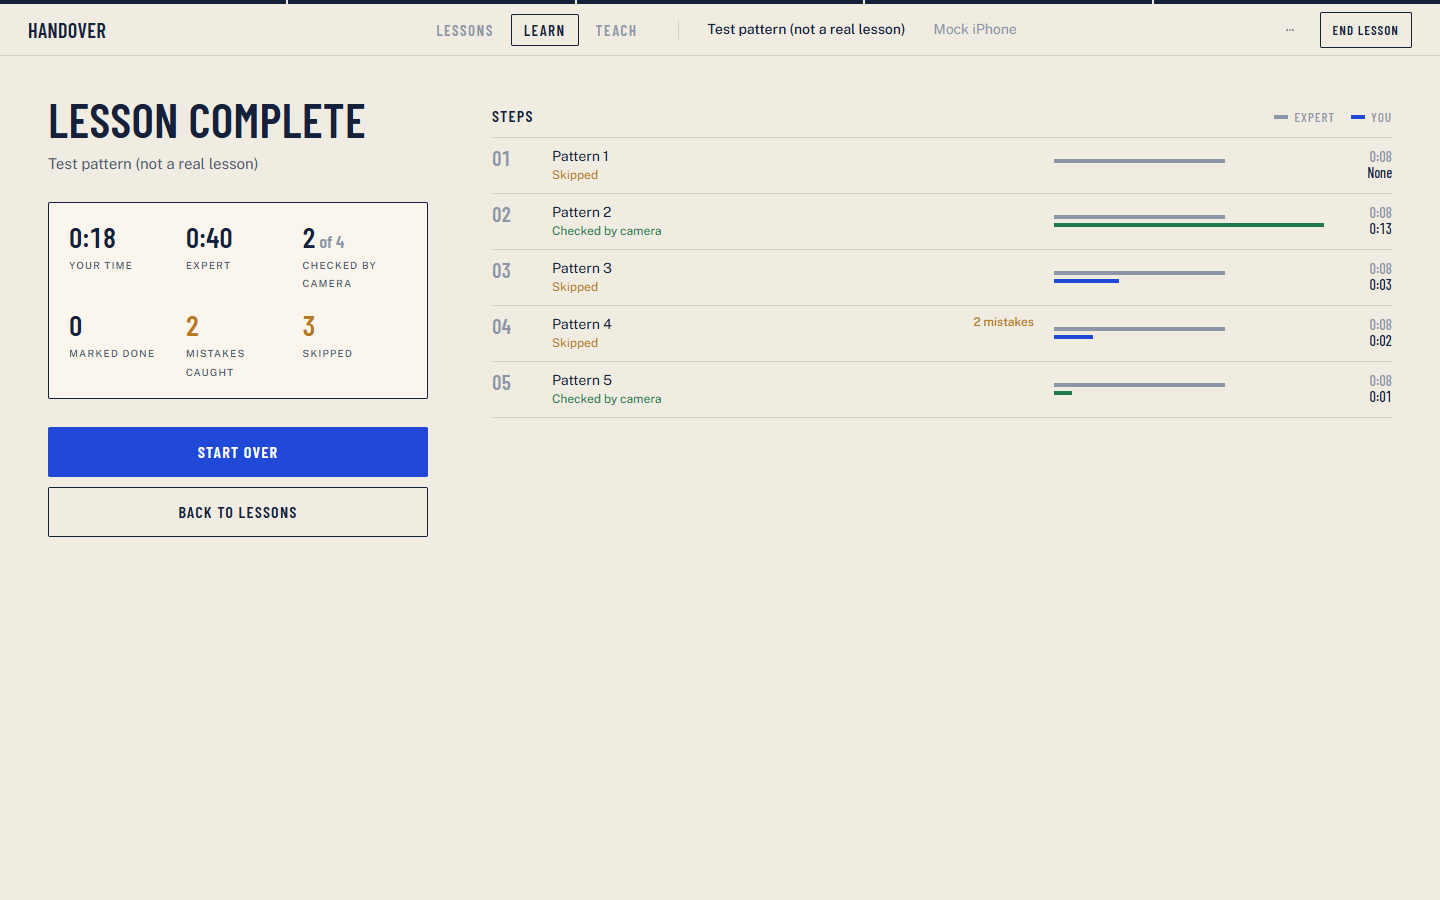 HANDOVER
LESSONS LEARN TEACH
Test pattern (not a real lesson) Mock iPhone
...
END LESSON
LESSON COMPLETE
Test pattern (not a real lesson)
0:18 0:40 2 of 4
YOUR TIME EXPERT CHECKED BY
CAMERA
0 2 3
MARKED DONE MISTAKES SKIPPED
CAUGHT
START OVER
BACK TO LESSONS
STEPS EXPERT YOU
01 Pattern 1 0:08
Skipped None
02 Pattern 2 0:08
Checked by camera 0:13
03 Pattern 3 0:08
Skipped 0:03
04 Pattern 4 2 mistakes 0:08
Skipped 0:02
05 Pattern 5 0:08
Checked by camera 0:01